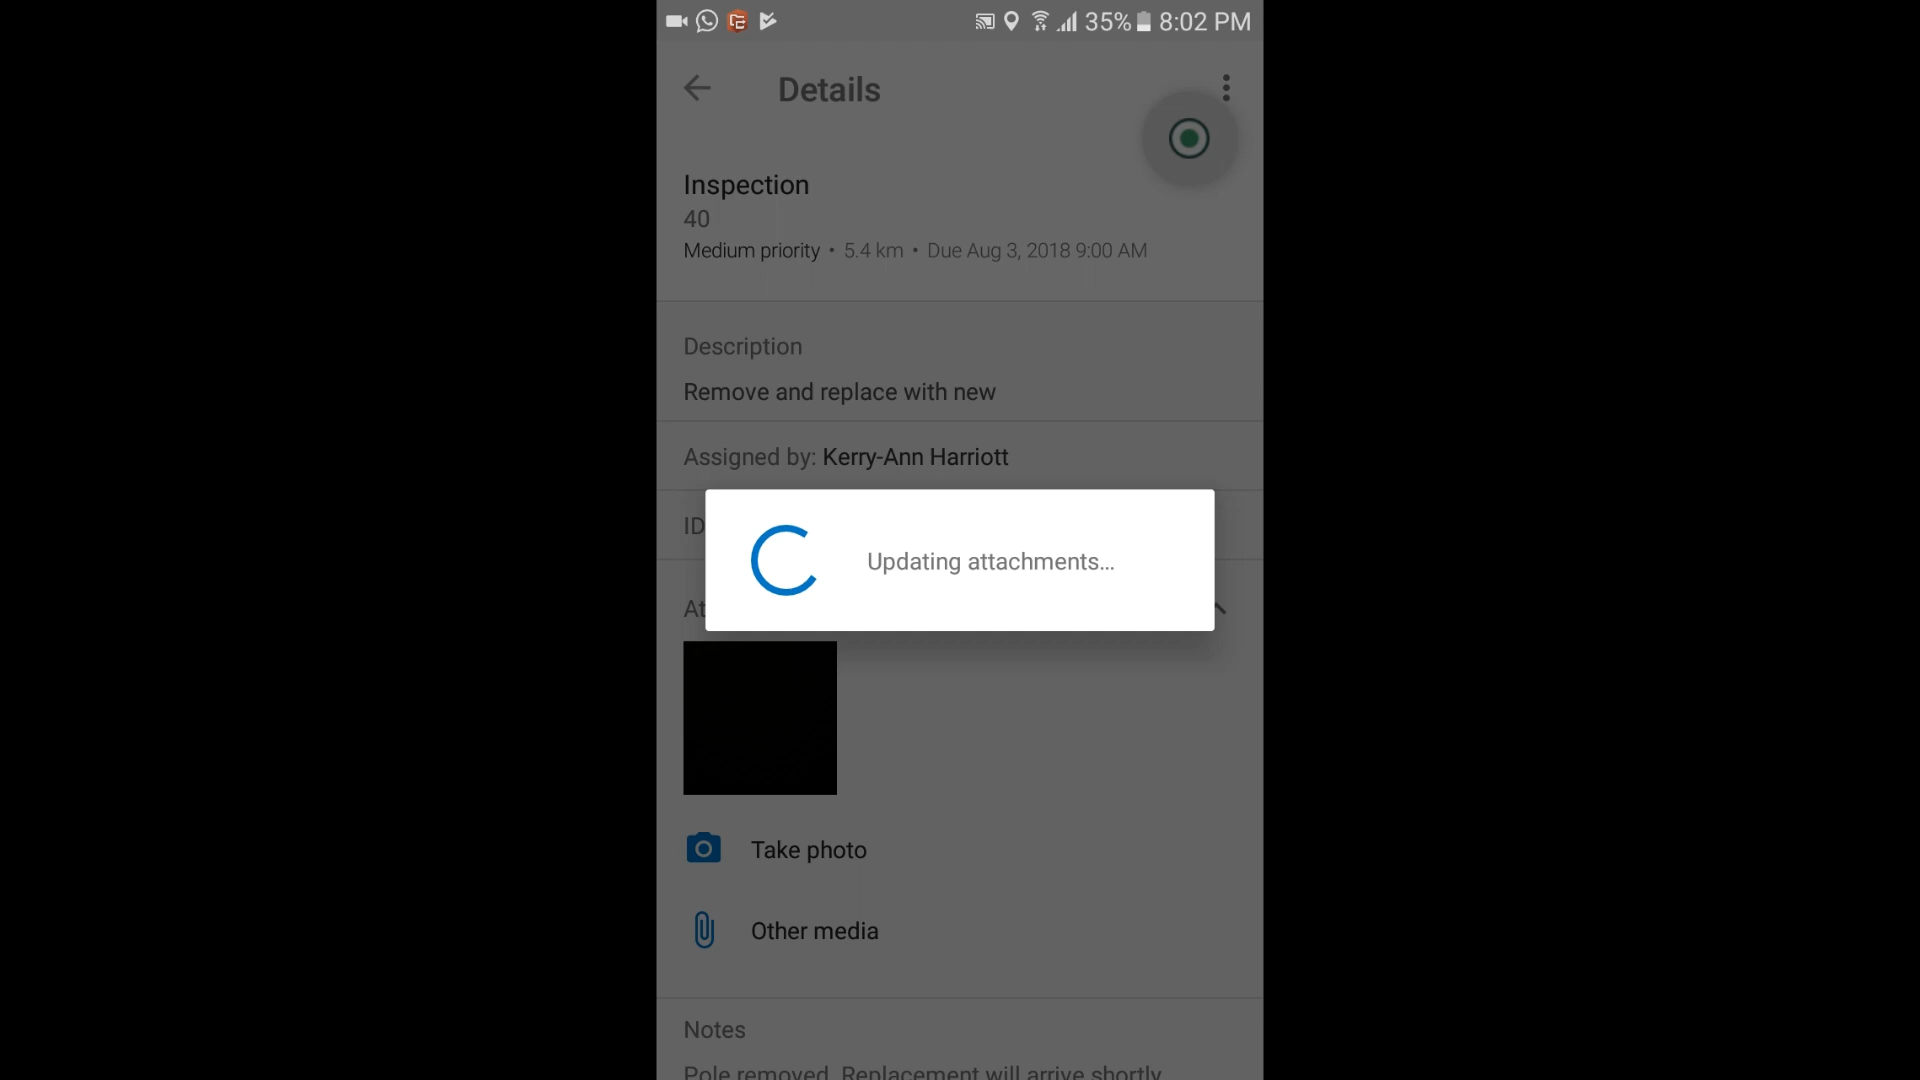 35% 8:02 PM
Details
Inspection
40
Medium priority • 5.4 km • Due Aug 3, 2018 9:00 AM
Description
Remove and replace with new
Assigned by: Kerry-Ann Harriott
ID
Updating attachments...
At
Take photo
Other media
Notes
Pole removed. Replacement will arrive shortly